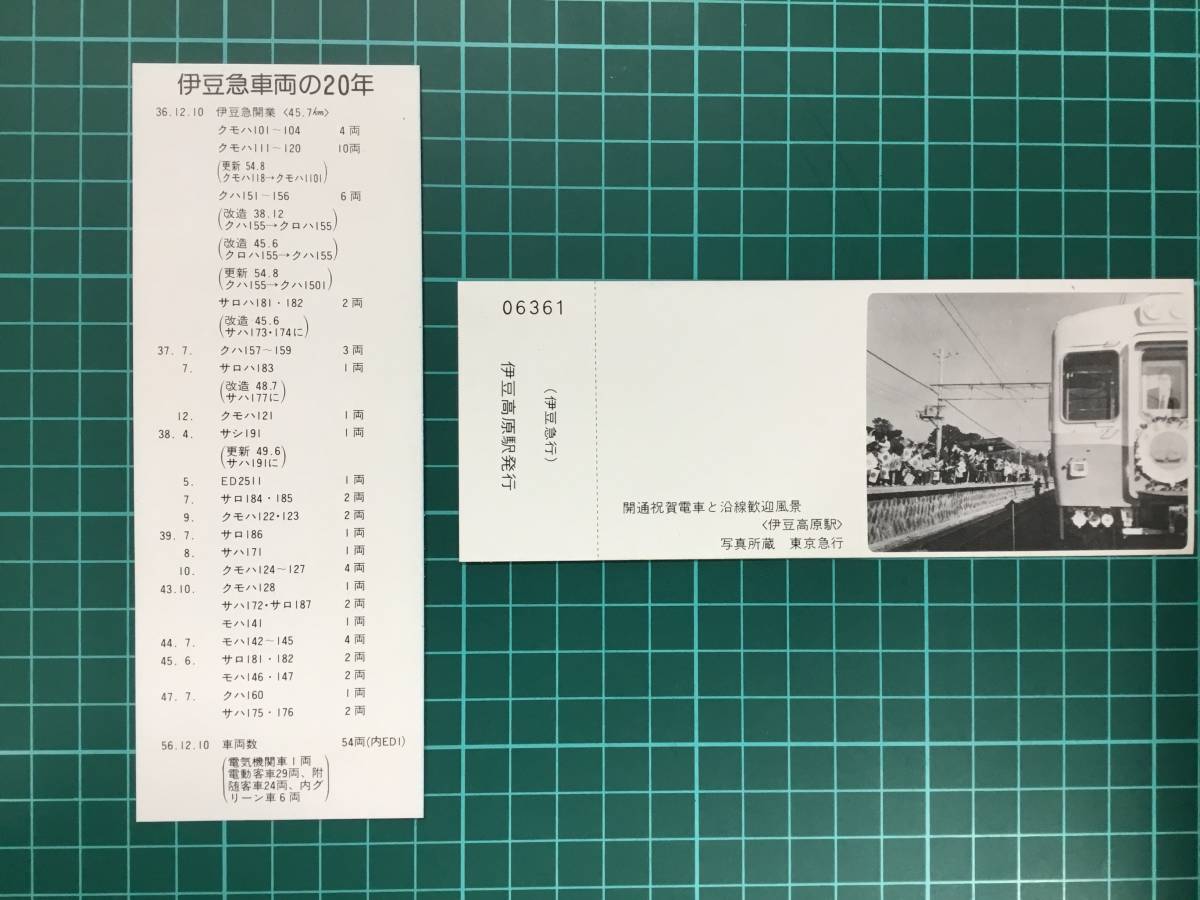 伊豆急車両の20年
36.12.10 伊豆急開業〈45.7㎞〉
クモハ101～104 4両
クモハ111～120 10両
(更新 54.8
クモハ118→クモハ1101)
クハ151～156 6両
(改造 38.12
クハ155→クロハ155)
(改造 45.6
クロハ155→クハ155)
(更新 54.8
クハ155→クハ1501)
サロハ181・182 2両
(改造 45.6
サハ173・174に)
37. 7. クハ157～159 3両
7. サロハ183 1両
(改造 48.7
サハ177に)
12. クモハ121 1両
38. 4. サシ191 1両
(更新 49.6
サハ191に)
5. ED2511 1両
7. サロ184・185 2両
9. クモハ122・123 2両
39. 7. サロ186 1両
8. サハ171 1両
10. クモハ124～127 4両
43.10. クモハ128 1両
サハ172・サロ187 2両
モハ141 1両
44. 7. モハ142～145 4両
45. 6. サロ181・182 2両
モハ146・147 2両
47. 7. クハ160 1両
サハ175・176 2両
56.12.10 車両数 54両(内ED1)
(電気機関車1両
電動客車29両、附
随客車24両、内グ
リーン車6両)
06361
(伊豆急行)
伊豆高原駅発行
開通祝賀電車と沿線歓迎風景
〈伊豆高原駅〉
写真所蔵 東京急行